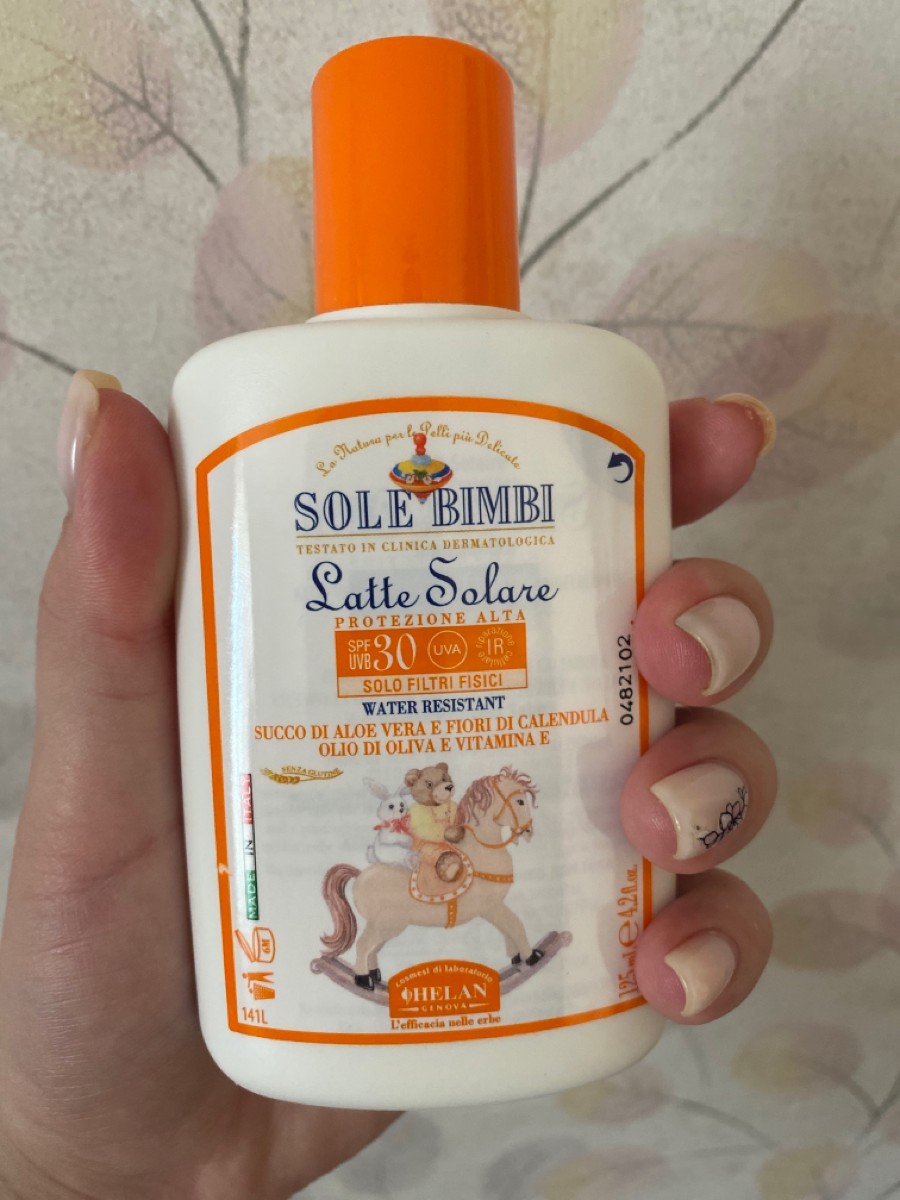 La Natura per le Pelli più Delicate
SOLE BIMBI
TESTATO IN CLINICA DERMATOLOGICA
Latte Solare
PROTEZIONE ALTA
SPF
UVB 30
UVA
riparazione cellulare
IR
SOLO FILTRI FISICI
WATER RESISTANT
SUCCO DI ALOE VERA E FIORI DI CALENDULA
OLIO DI OLIVA E VITAMINA E
SENZA GLUTINE
MADE IN ITALY
0482102
6M
141L
125 ml e 4.2 fl.oz.
cosmesi di laboratorio
HELAN
GENOVA
L'efficacia nelle erbe